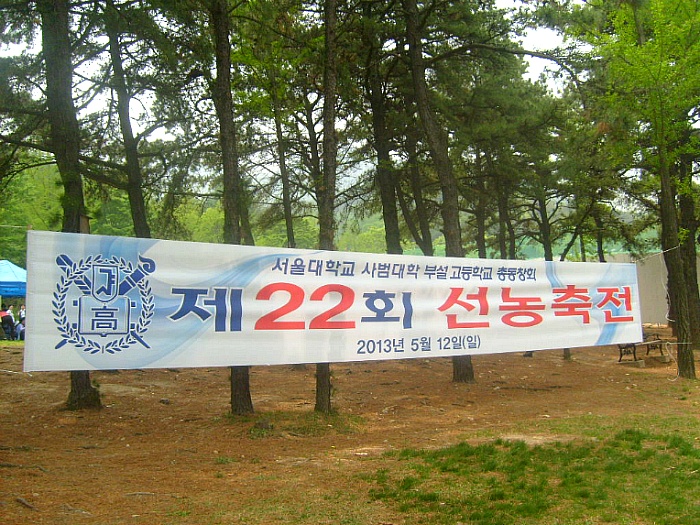 서울대학교 사범대학 부설고등학교 총동창회
제22회 선농축전
2013년 5월 12일(일)
高